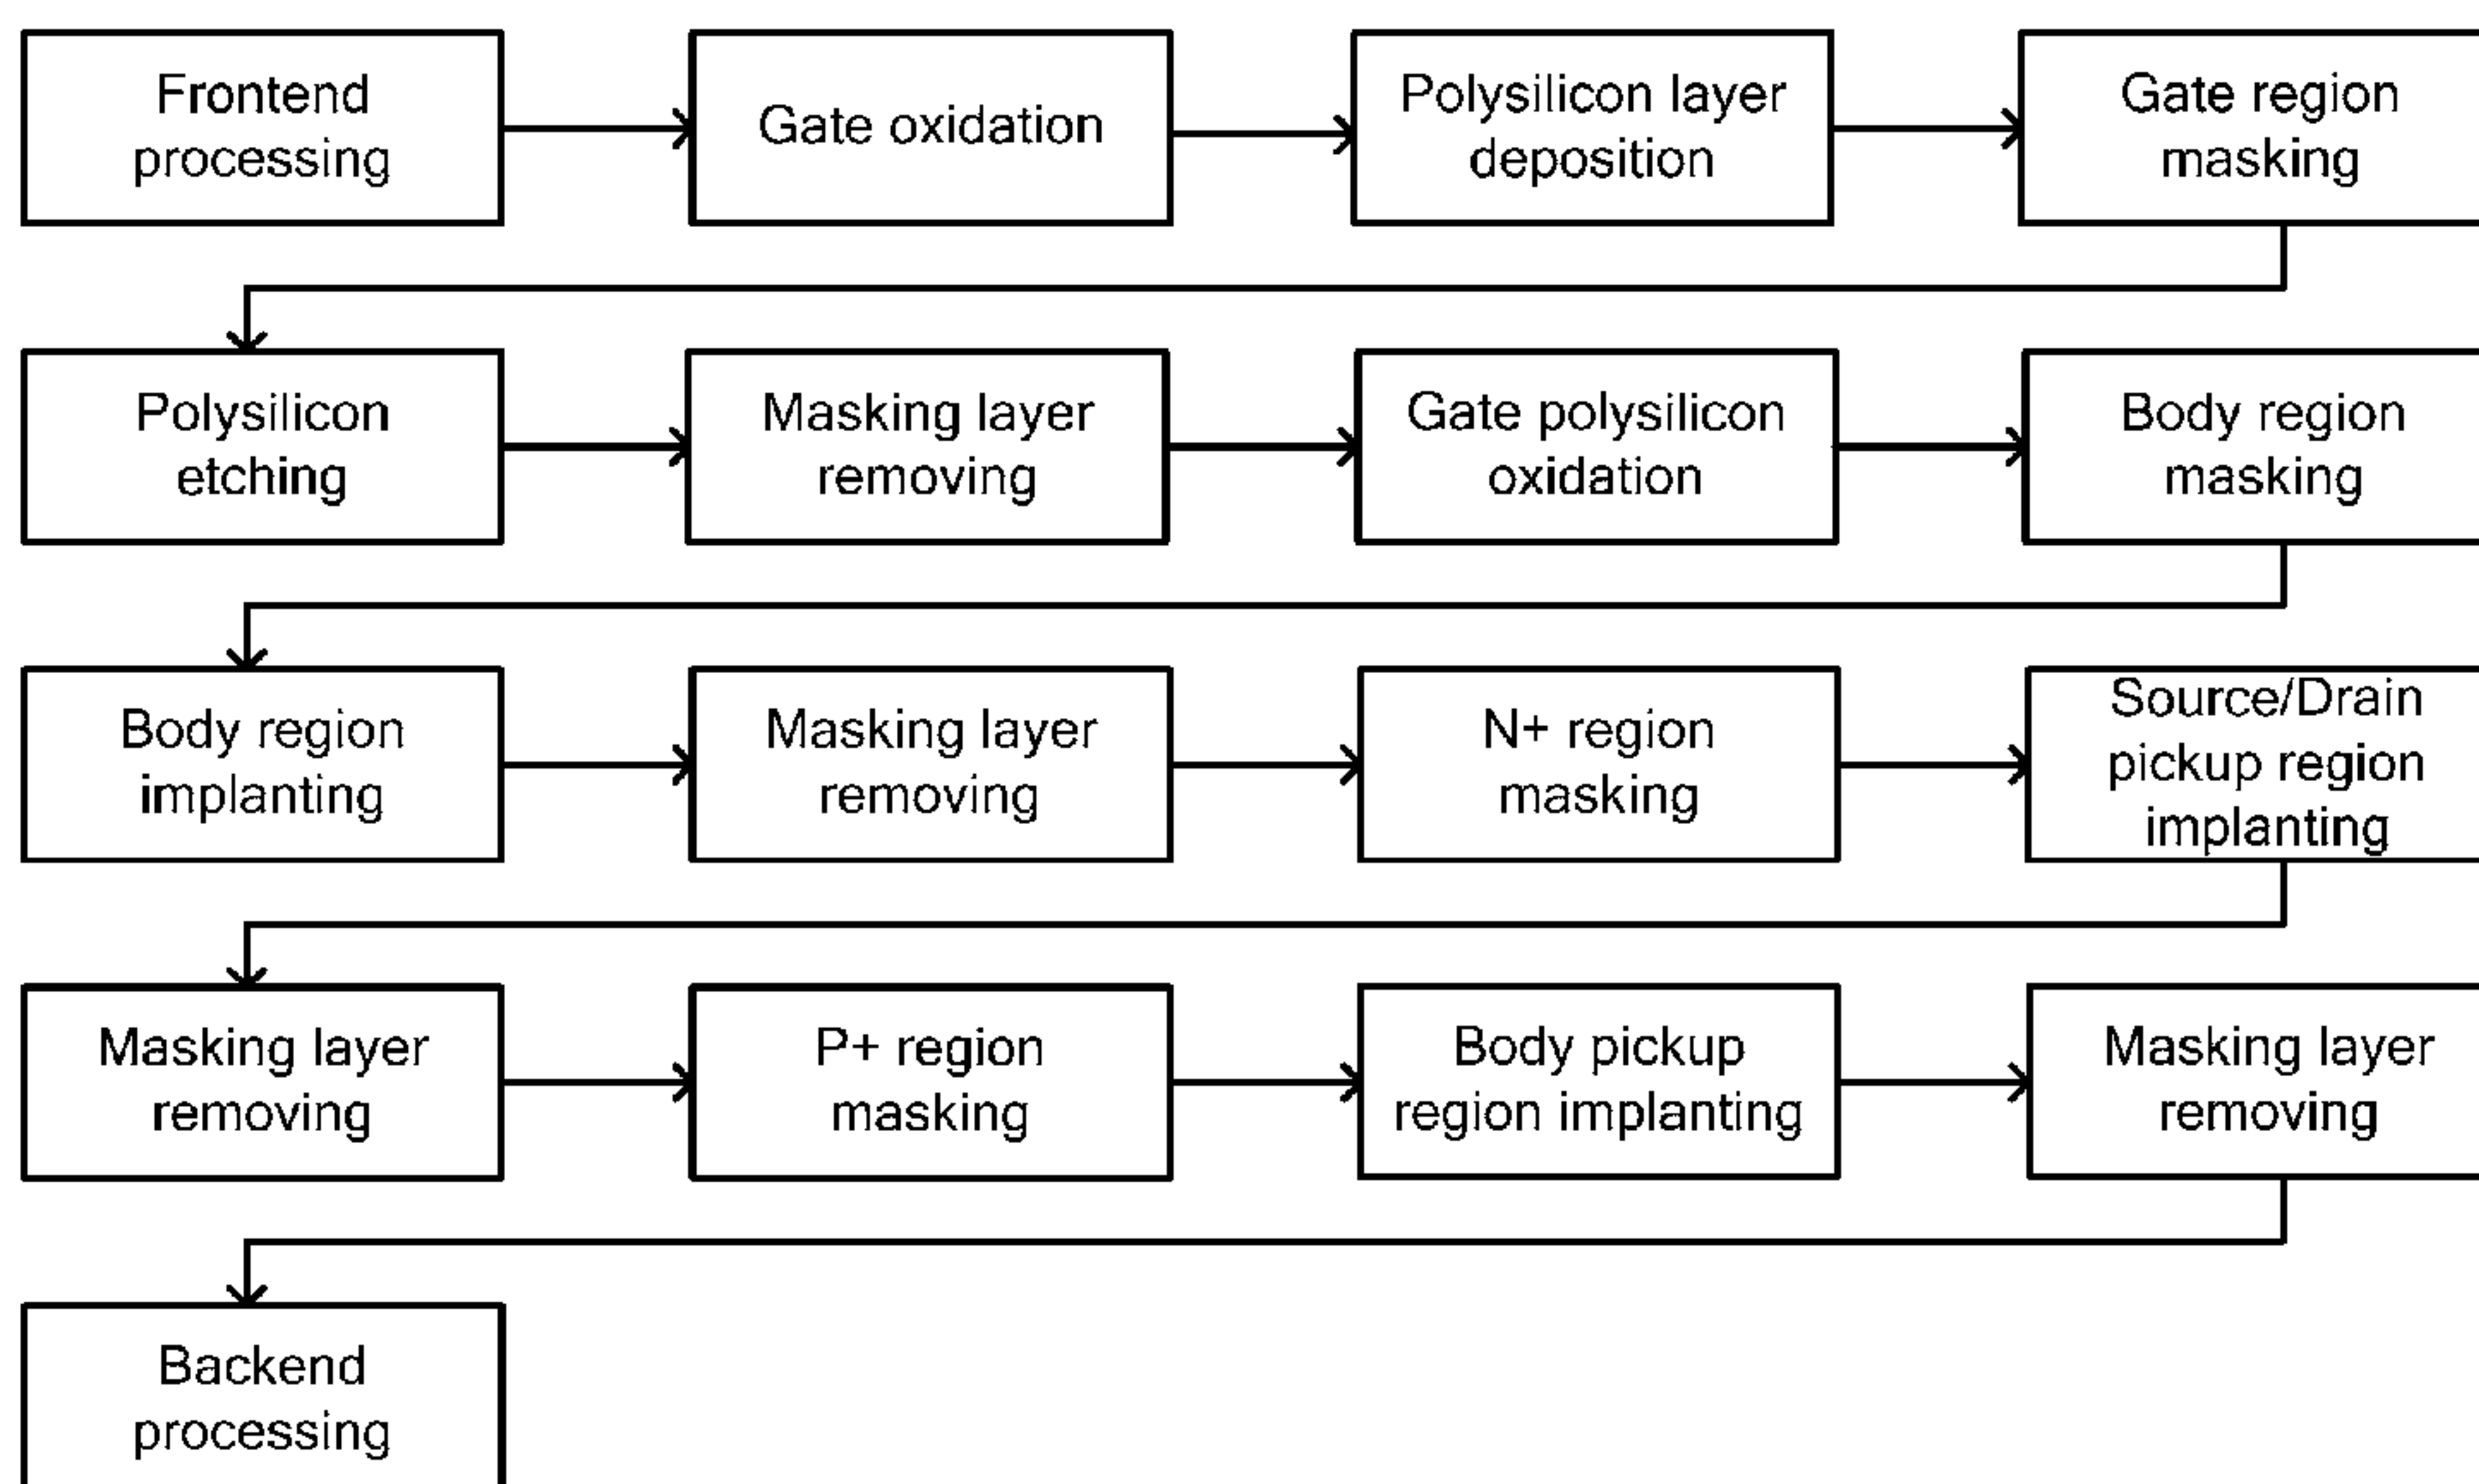 Frontend
processing
Gate oxidation
Polysilicon layer
deposition
Gate region
masking
Polysilicon
etching
Masking layer
removing
Gate polysilicon
oxidation
Body region
masking
Body region
implanting
Masking layer
removing
N+ region
masking
Source/Drain
pickup region
implanting
Masking layer
removing
P+ region
masking
Body pickup
region implanting
Masking layer
removing
Backend
processing